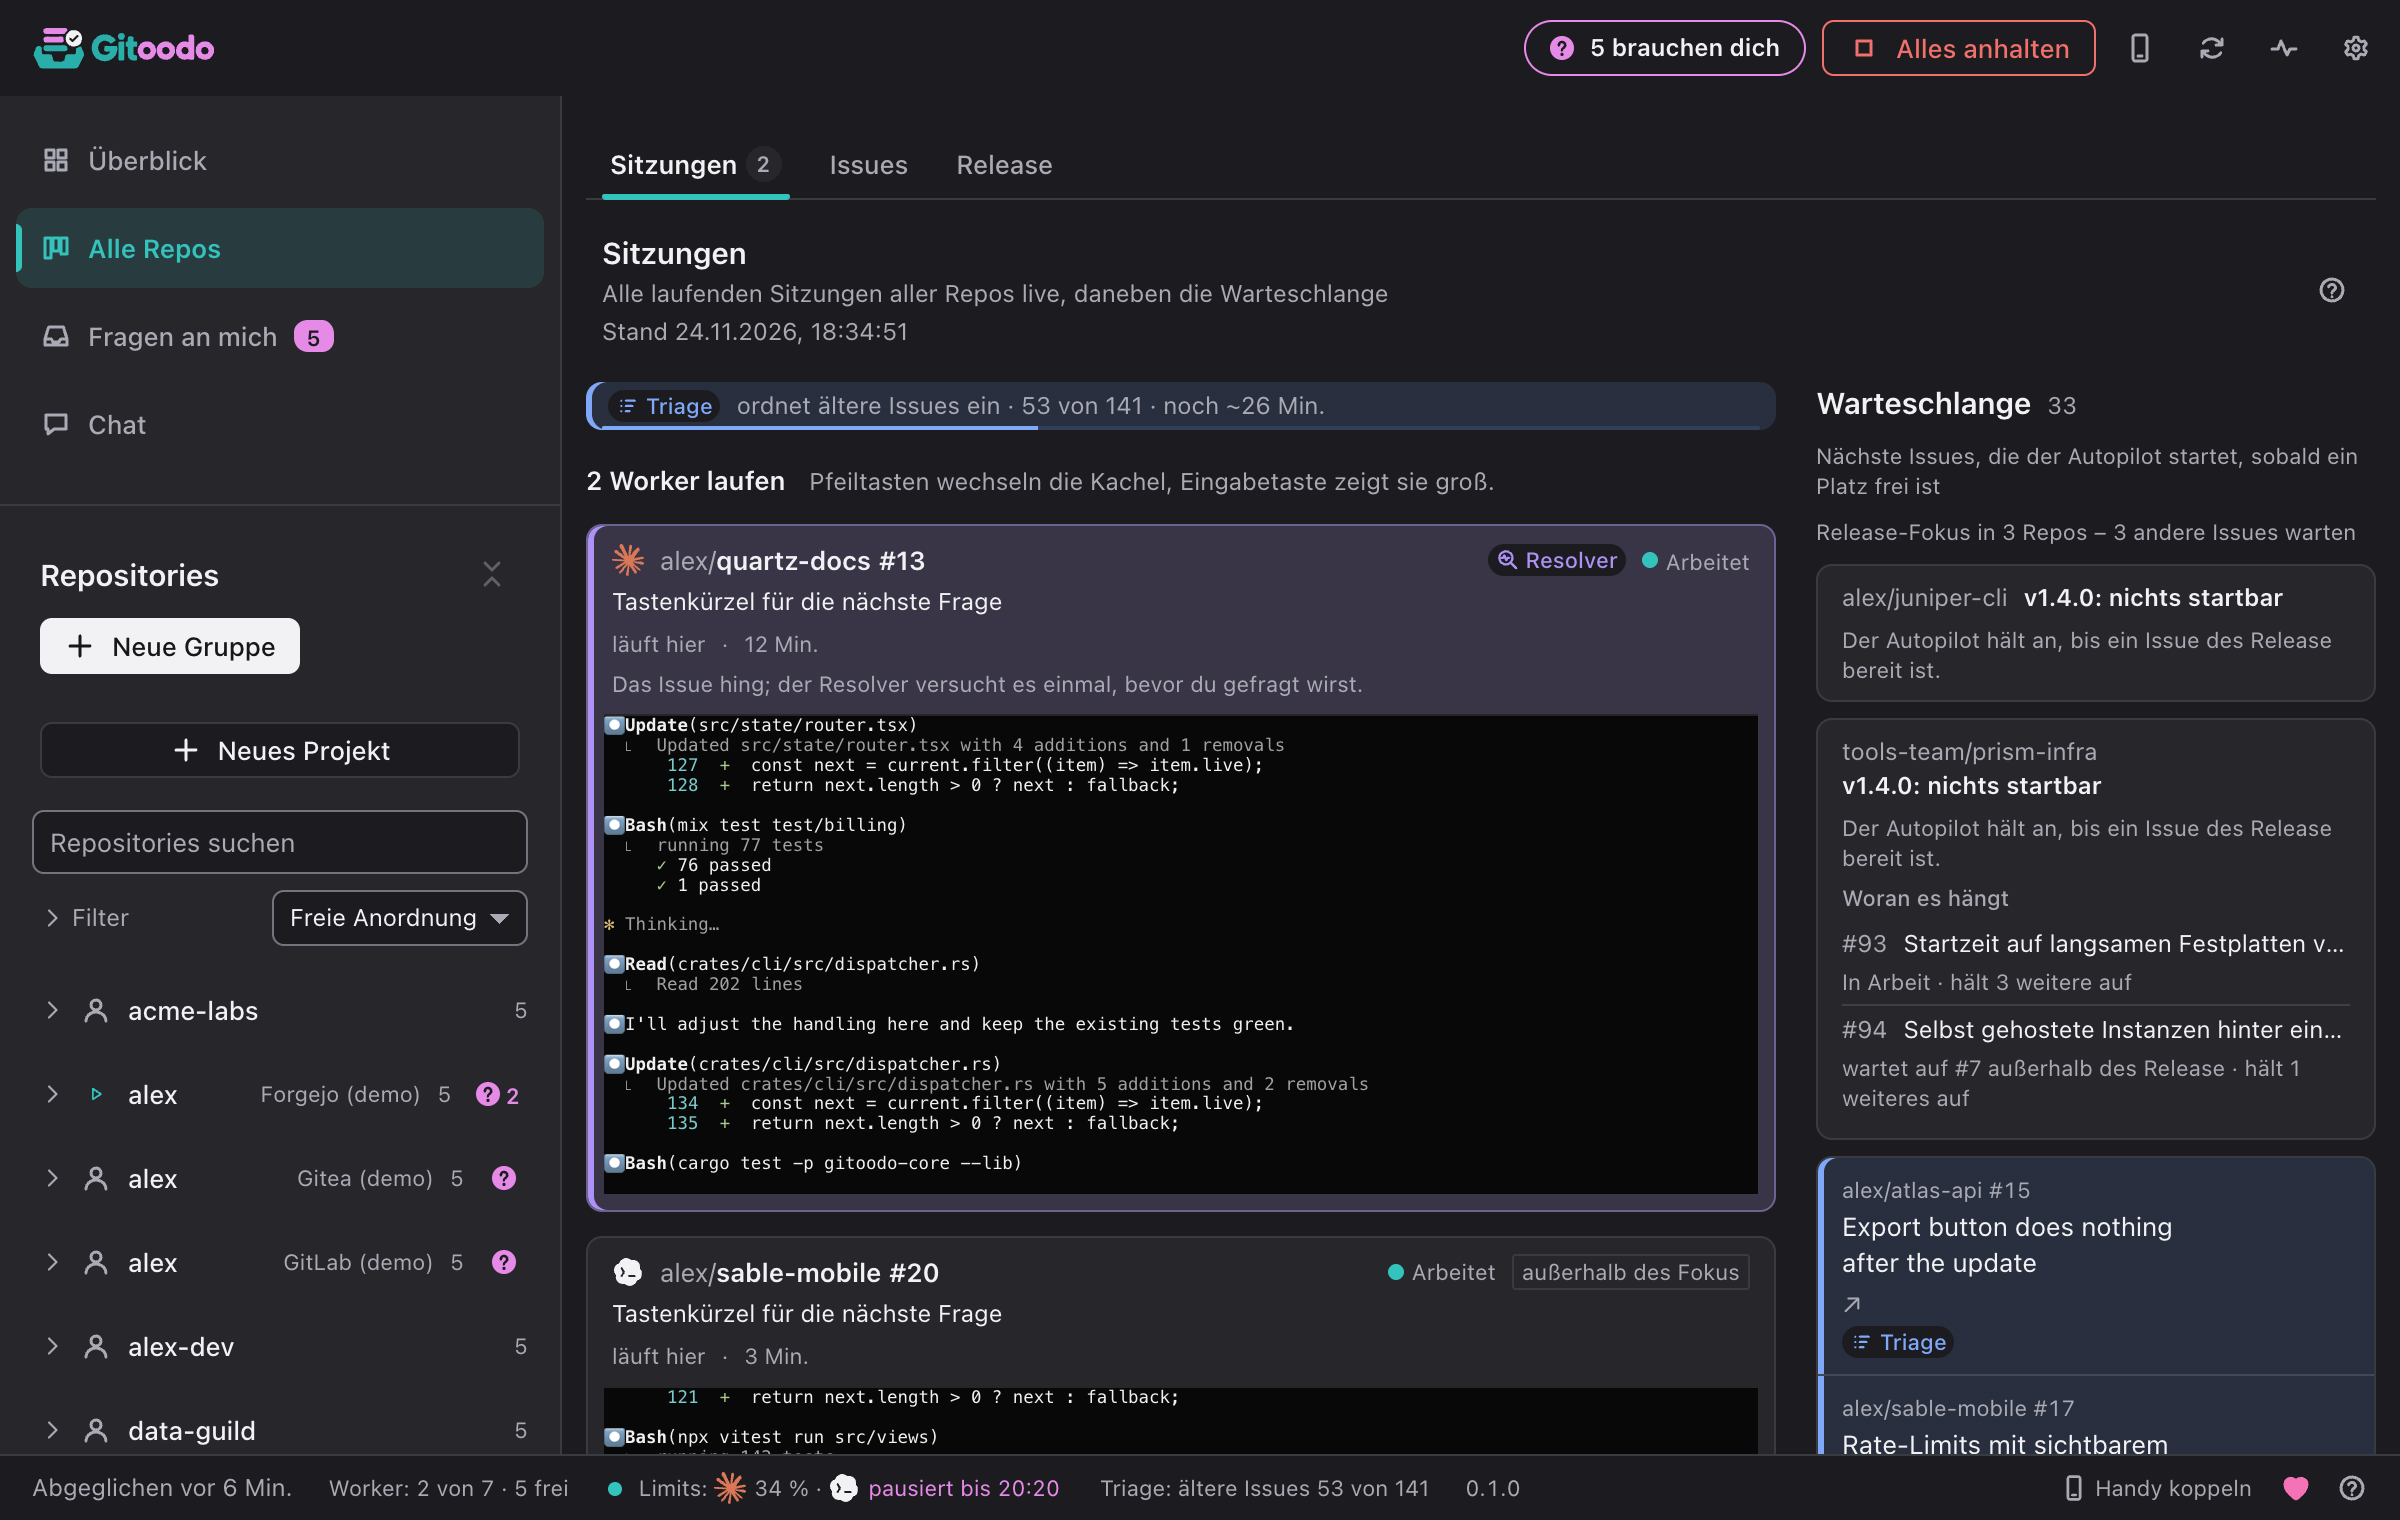 Gitoodo
5 brauchen dich
Alles anhalten
Überblick
Alle Repos
Fragen an mich 5
Chat
Repositories
Neue Gruppe
Neues Projekt
Repositories suchen
Filter
Freie Anordnung
acme-labs 5
alex Forgejo (demo) 5 ? 2
alex Gitea (demo) 5 ?
alex GitLab (demo) 5 ?
alex-dev 5
data-guild 5
Sitzungen 2
Issues
Release
Sitzungen
Alle laufenden Sitzungen aller Repos live, daneben die Warteschlange
Stand 24.11.2026, 18:34:51
Triage ordnet ältere Issues ein · 53 von 141 · noch ~26 Min.
2 Worker laufen Pfeiltasten wechseln die Kachel, Eingabetaste zeigt sie groß.
alex/quartz-docs #13 Resolver Arbeitet
Tastenkürzel für die nächste Frage
läuft hier · 12 Min.
Das Issue hing; der Resolver versucht es einmal, bevor du gefragt wirst.
Update(src/state/router.tsx)
Updated src/state/router.tsx with 4 additions and 1 removals
127 + const next = current.filter((item) => item.live);
128 + return next.length > 0 ? next : fallback;
Bash(mix test test/billing)
running 77 tests
✓ 76 passed
✓ 1 passed
✻ Thinking…
Read(crates/cli/src/dispatcher.rs)
Read 202 lines
I'll adjust the handling here and keep the existing tests green.
Update(crates/cli/src/dispatcher.rs)
Updated crates/cli/src/dispatcher.rs with 5 additions and 2 removals
134 + const next = current.filter((item) => item.live);
135 + return next.length > 0 ? next : fallback;
Bash(cargo test -p gitoodo-core --lib)
alex/sable-mobile #20 Arbeitet außerhalb des Fokus
Tastenkürzel für die nächste Frage
läuft hier · 3 Min.
121 + return next.length > 0 ? next : fallback;
Bash(npx vitest run src/views)
Warteschlange 33
Nächste Issues, die der Autopilot startet, sobald ein
Platz frei ist
Release-Fokus in 3 Repos – 3 andere Issues warten
alex/juniper-cli v1.4.0: nichts startbar
Der Autopilot hält an, bis ein Issue des Release
bereit ist.
tools-team/prism-infra
v1.4.0: nichts startbar
Der Autopilot hält an, bis ein Issue des Release
bereit ist.
Woran es hängt
#93 Startzeit auf langsamen Festplatten v…
In Arbeit · hält 3 weitere auf
#94 Selbst gehostete Instanzen hinter ein…
wartet auf #7 außerhalb des Release · hält 1
weiteres auf
alex/atlas-api #15
Export button does nothing
after the update
Triage
alex/sable-mobile #17
Rate-Limits mit sichtbarem
Abgeglichen vor 6 Min.
Worker: 2 von 7 · 5 frei
Limits: 34 % · pausiert bis 20:20
Triage: ältere Issues 53 von 141
0.1.0
Handy koppeln